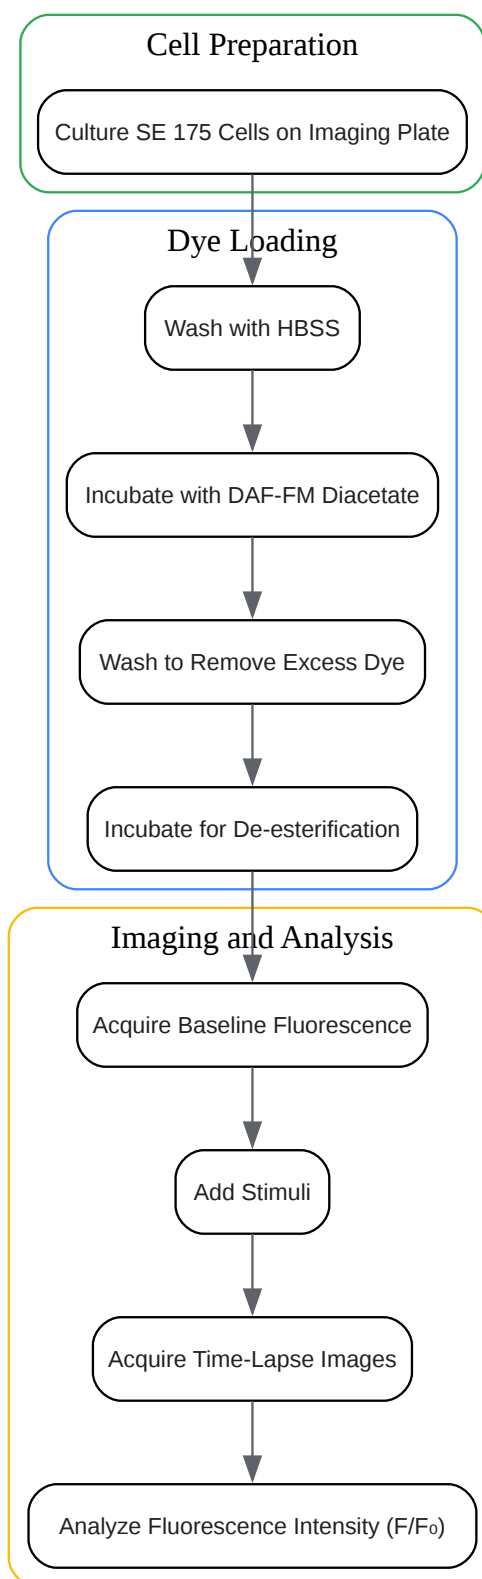 Cell Preparation
Culture SE 175 Cells on Imaging Plate
Dye Loading
Wash with HBSS
Incubate with DAF-FM Diacetate
Wash to Remove Excess Dye
Incubate for De-esterification
Imaging and Analysis
Acquire Baseline Fluorescence
Add Stimuli
Acquire Time-Lapse Images
Analyze Fluorescence Intensity (F/F₀)